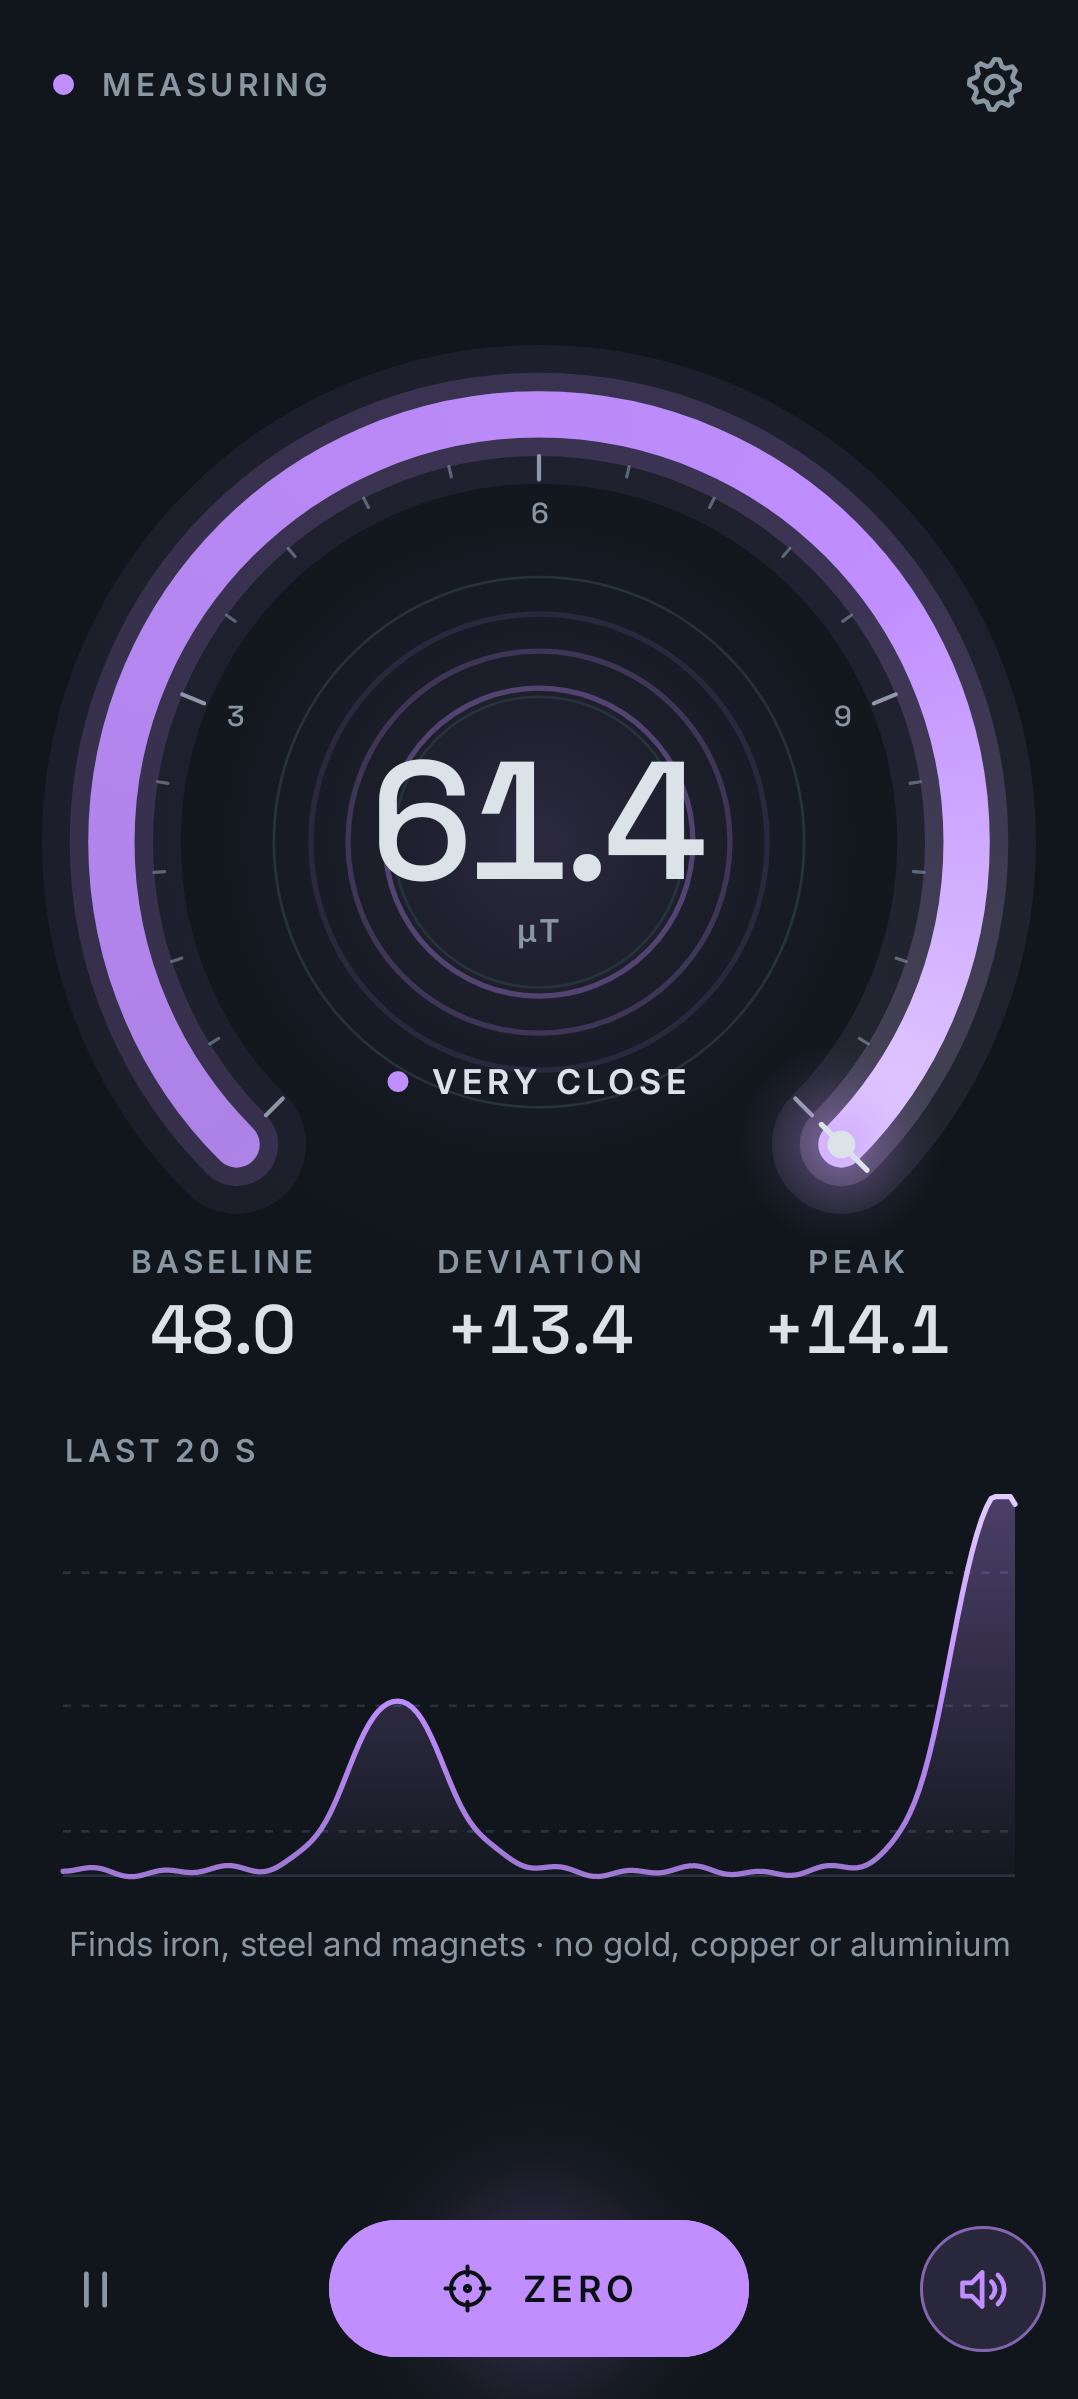 MEASURING
6
3
9
61.4
µT
VERY CLOSE
BASELINE DEVIATION PEAK
48.0 +13.4 +14.1
LAST 20 S
Finds iron, steel and magnets · no gold, copper or aluminium
ZERO